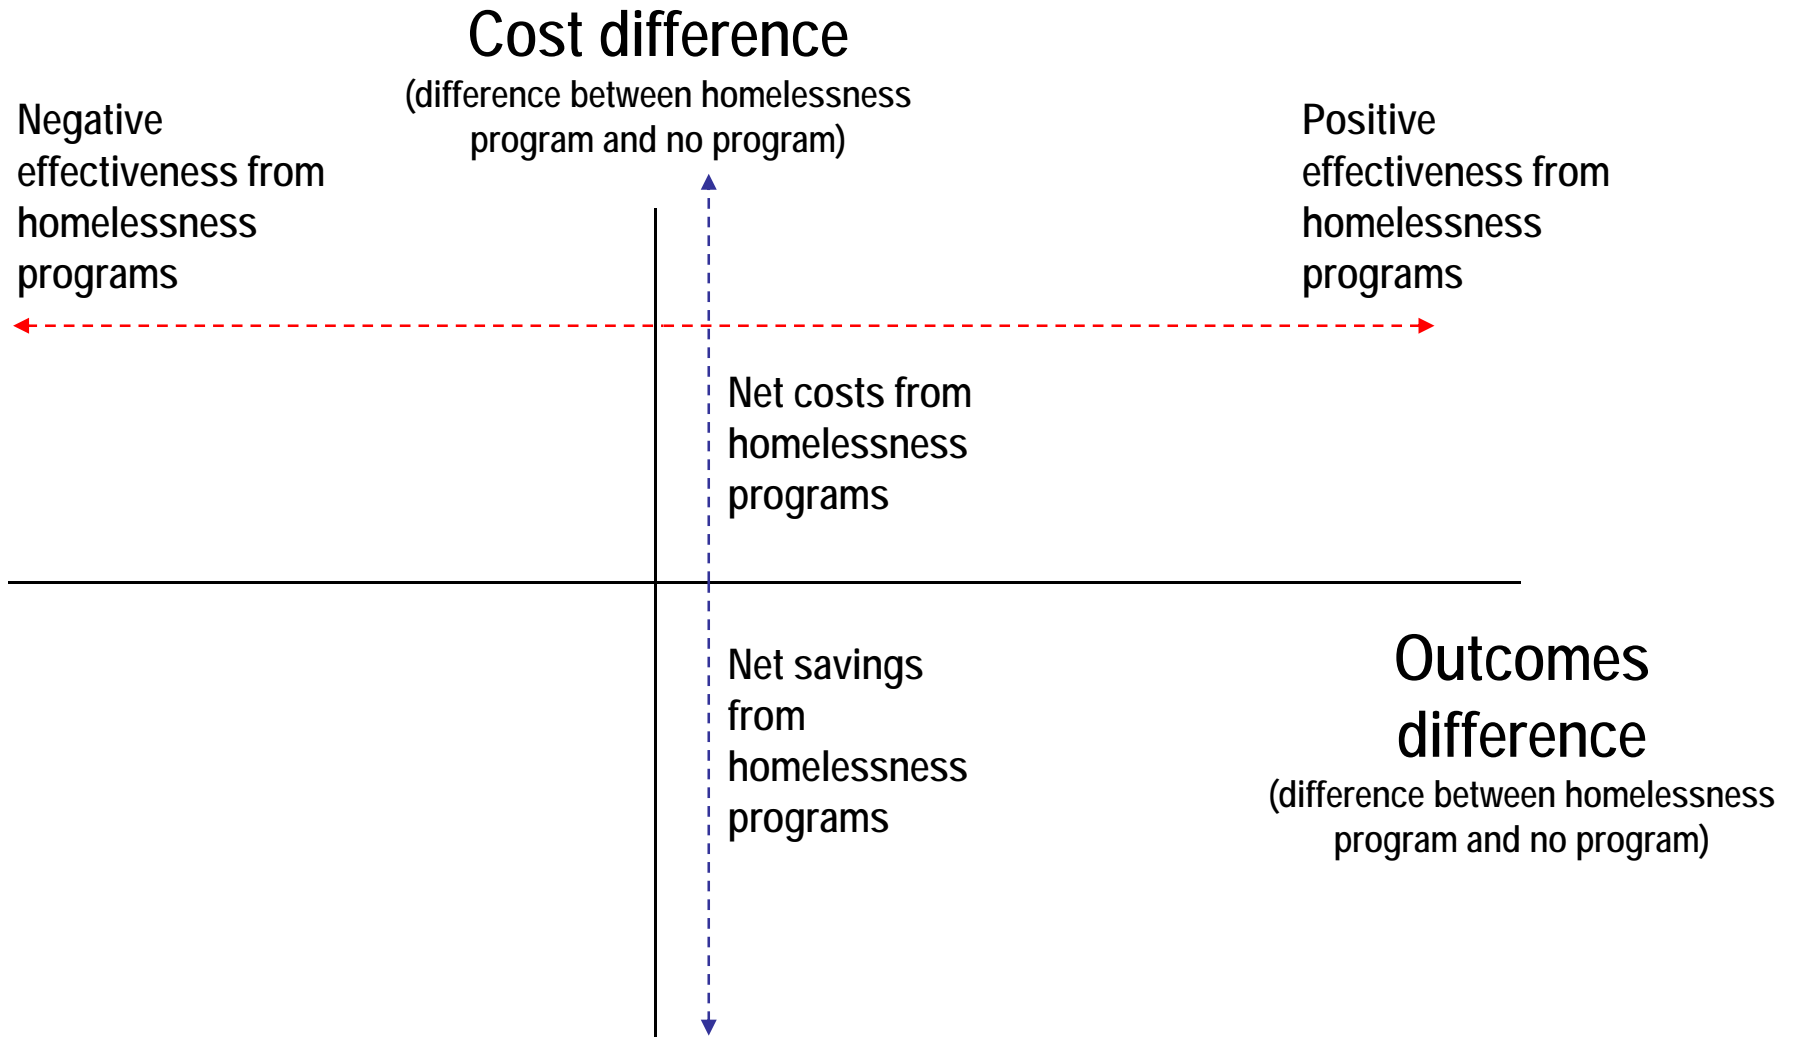 Cost difference
(difference between homelessness
program and no program)
Negative
effectiveness from
homelessness
programs
Positive
effectiveness from
homelessness
programs
Net costs from
homelessness
programs
Net savings
from
homelessness
programs
Outcomes
difference
(difference between homelessness
program and no program)